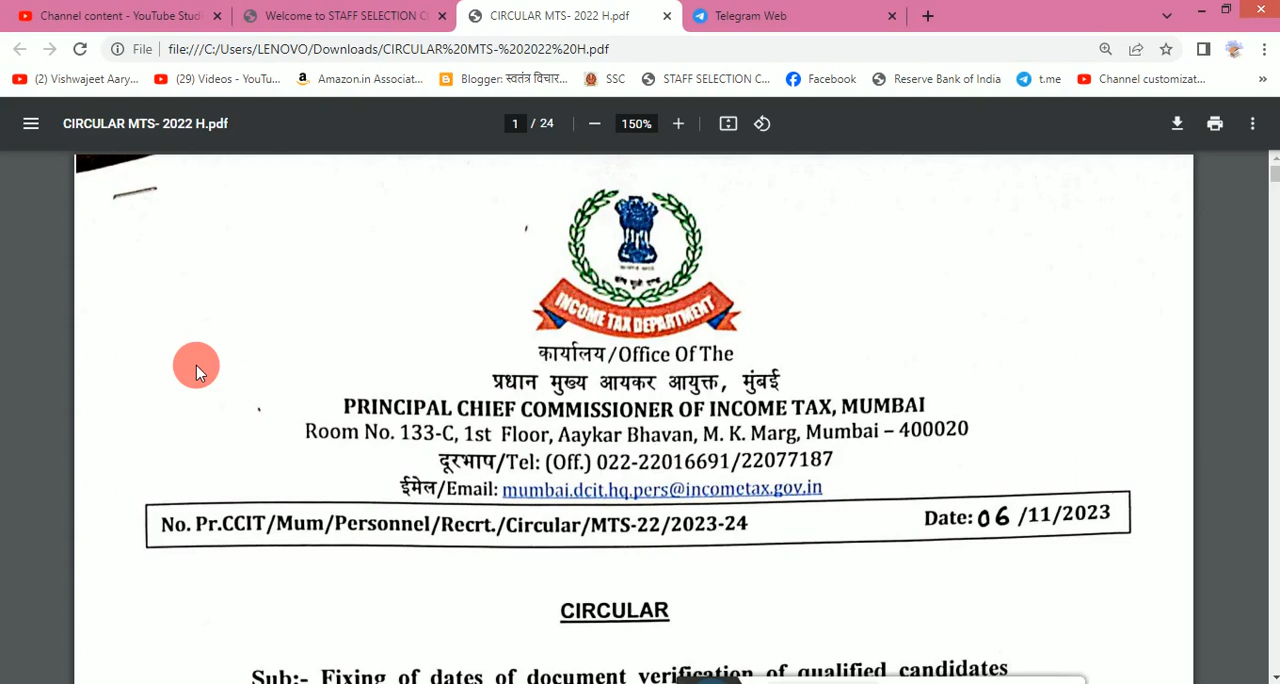 Channel content - YouTube Studi
Welcome to STAFF SELECTION C
CIRCULAR MTS- 2022 H.pdf
Telegram Web
File
file:///C:/Users/LENOVO/Downloads/CIRCULAR%20MTS-%202022%20H.pdf
(2) Vishwajeet Aary...
(29) Videos - YouTu...
Amazon.in Associat...
Blogger: स्वतंत्र विचार...
SSC
STAFF SELECTION C...
Facebook
Reserve Bank of India
t.me
Channel customizat...
CIRCULAR MTS- 2022 H.pdf
1 / 24
150%
INCOME TAX DEPARTMENT
कार्यालय/Office Of The
प्रधान मुख्य आयकर आयुक्त, मुंबई
PRINCIPAL CHIEF COMMISSIONER OF INCOME TAX, MUMBAI
Room No. 133-C, 1st Floor, Aaykar Bhavan, M. K. Marg, Mumbai – 400020
दूरभाष/Tel: (Off.) 022-22016691/22077187
ईमेल/Email: mumbai.dcit.hq.pers@incometax.gov.in
No. Pr.CCIT/Mum/Personnel/Recrt./Circular/MTS-22/2023-24
Date: 06/11/2023
CIRCULAR
Sub:- Fixing of dates of document verification of qualified candidates